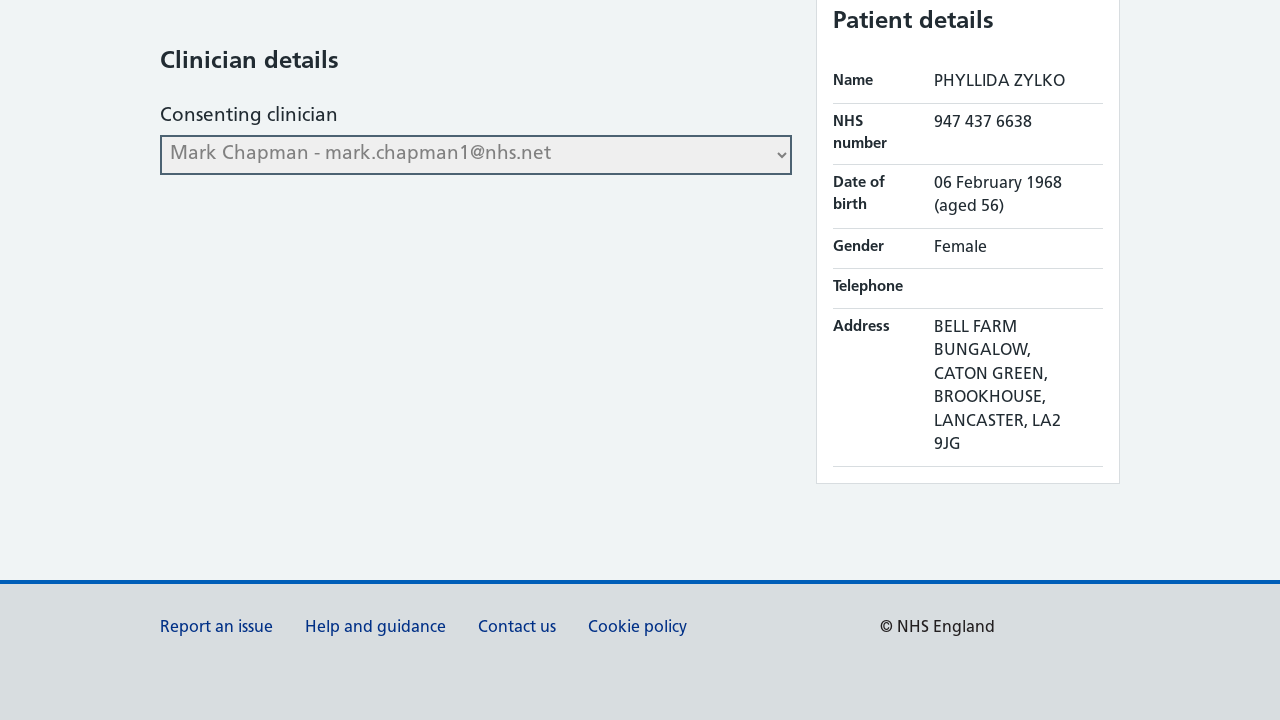 Clinician details
Consenting clinician
Mark Chapman - mark.chapman1@nhs.net
Patient details
Name PHYLLIDA ZYLKO
NHS number 947 437 6638
Date of birth 06 February 1968
(aged 56)
Gender Female
Telephone
Address BELL FARM
BUNGALOW,
CATON GREEN,
BROOKHOUSE,
LANCASTER, LA2
9JG
Report an issue Help and guidance Contact us Cookie policy © NHS England